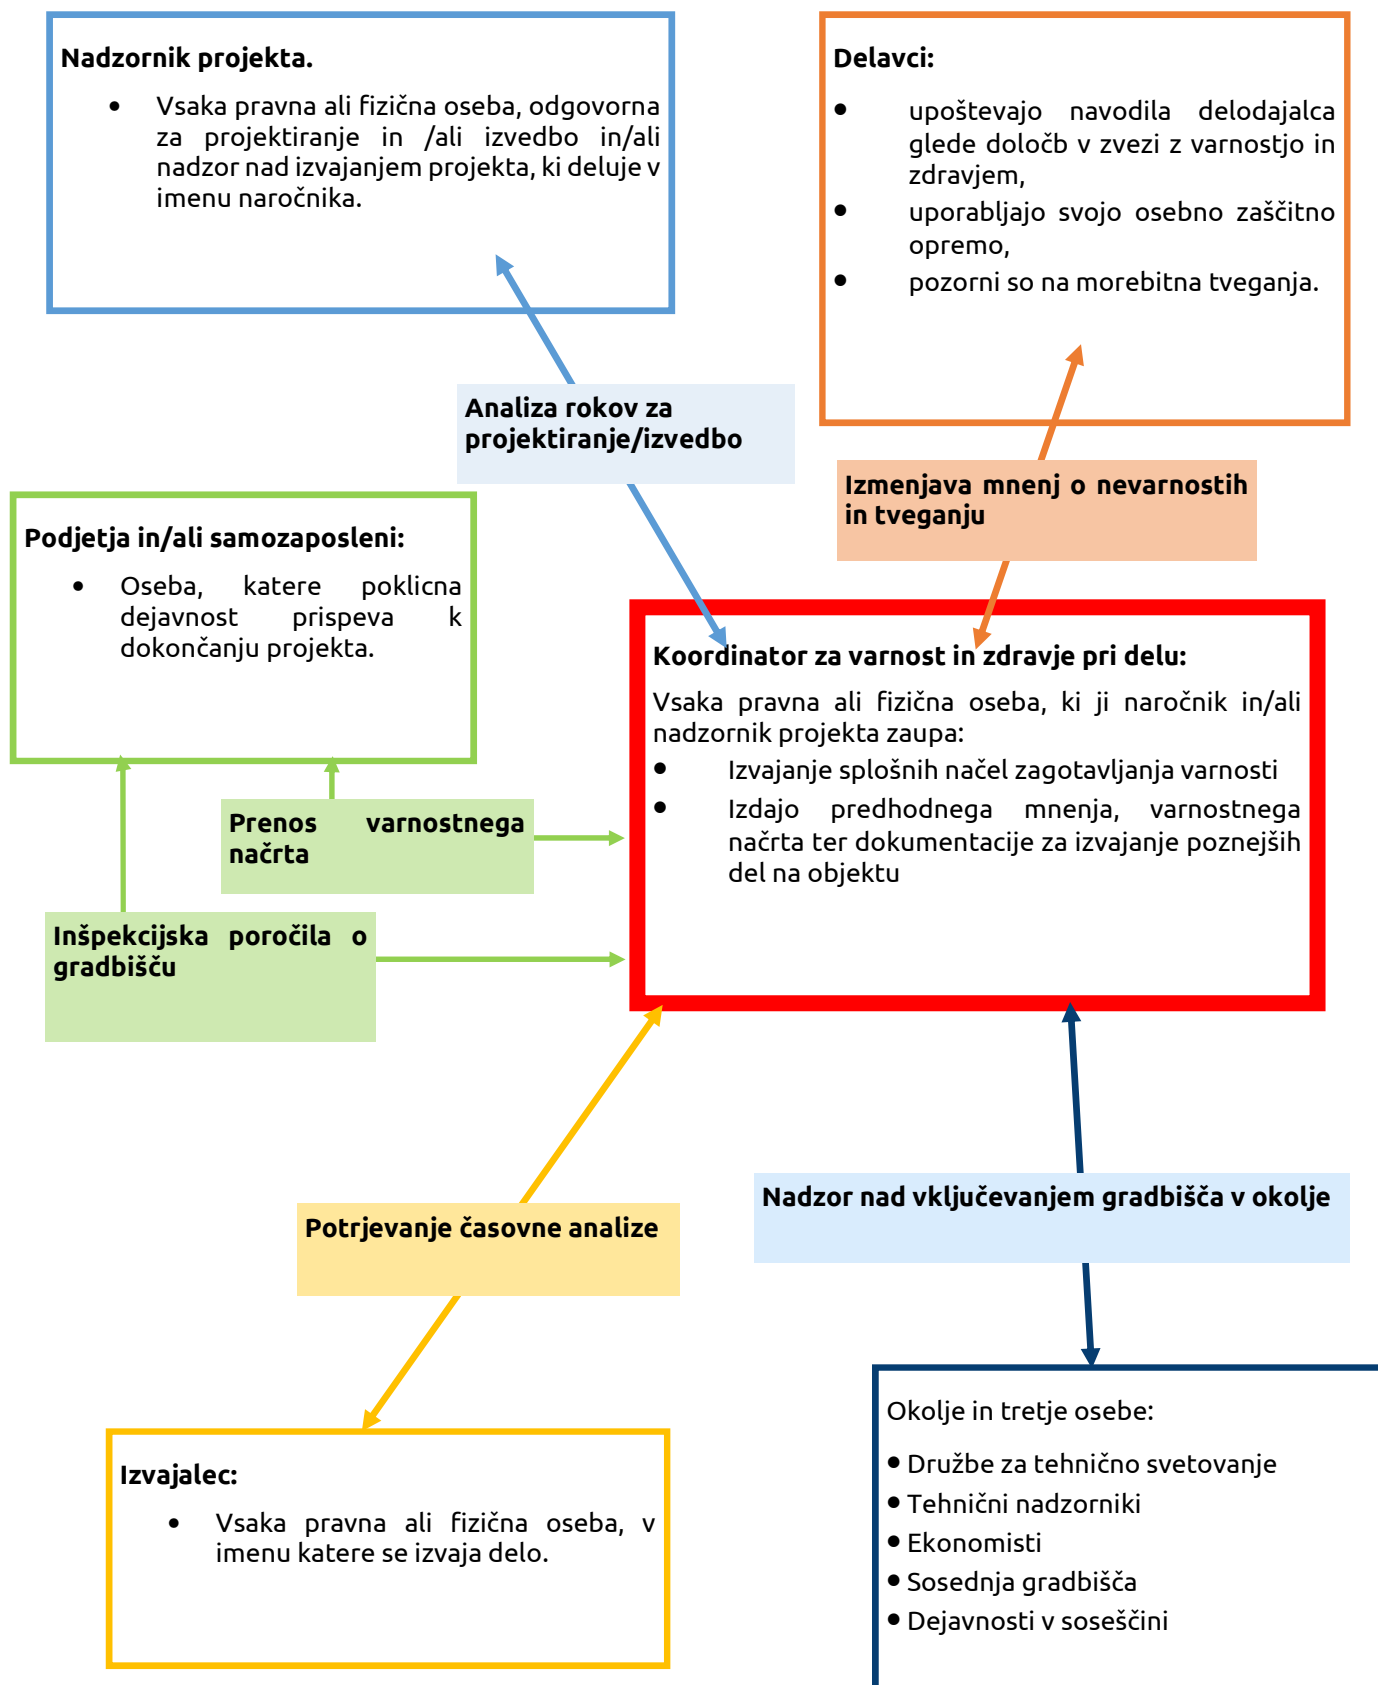 Nadzornik projekta.
• Vsaka pravna ali fizična oseba, odgovorna
za projektiranje in /ali izvedbo in/ali
nadzor nad izvajanjem projekta, ki deluje v
imenu naročnika.
Delavci:
• upoštevajo navodila delodajalca
glede določb v zvezi z varnostjo in
zdravjem,
• uporabljajo svojo osebno zaščitno
opremo,
• pozorni so na morebitna tveganja.
Analiza rokov za
projektiranje/izvedbo
Izmenjava mnenj o nevarnostih
in tveganju
Podjetja in/ali samozaposleni:
• Oseba, katere poklicna
dejavnost prispeva k
dokončanju projekta.
Koordinator za varnost in zdravje pri delu:
Vsaka pravna ali fizična oseba, ki ji naročnik in/ali
nadzornik projekta zaupa:
• Izvajanje splošnih načel zagotavljanja varnosti
• Izdajo predhodnega mnenja, varnostnega
načrta ter dokumentacije za izvajanje poznejših
del na objektu
Prenos varnostnega
načrta
Inšpekcijska poročila o
gradbišču
Nadzor nad vključevanjem gradbišča v okolje
Potrjevanje časovne analize
Izvajalec:
• Vsaka pravna ali fizična oseba, v
imenu katere se izvaja delo.
Okolje in tretje osebe:
• Družbe za tehnično svetovanje
• Tehnični nadzorniki
• Ekonomisti
• Sosednja gradbišča
• Dejavnosti v soseščini